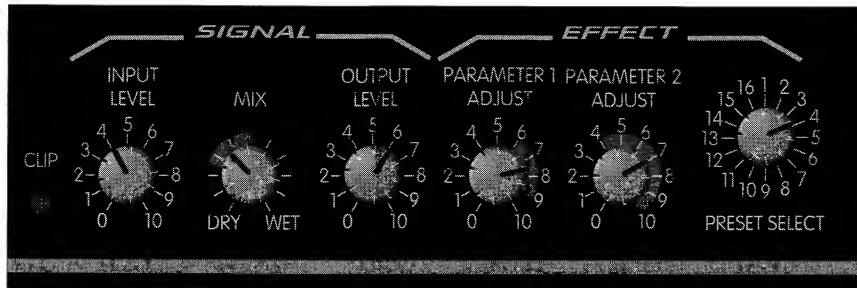 SIGNAL EFFECT
INPUT LEVEL
MIX
OUTPUT LEVEL
PARAMETER 1 ADJUST
PARAMETER 2 ADJUST
CLIP
0 1 2 3 4 5 6 7 8 9 10
DRY WET
0 1 2 3 4 5 6 7 8 9 10
0 1 2 3 4 5 6 7 8 9 10
0 1 2 3 4 5 6 7 8 9 10
1 2 3 4 5 6 7 8 9 10 11 12 13 14 15 16
PRESET SELECT